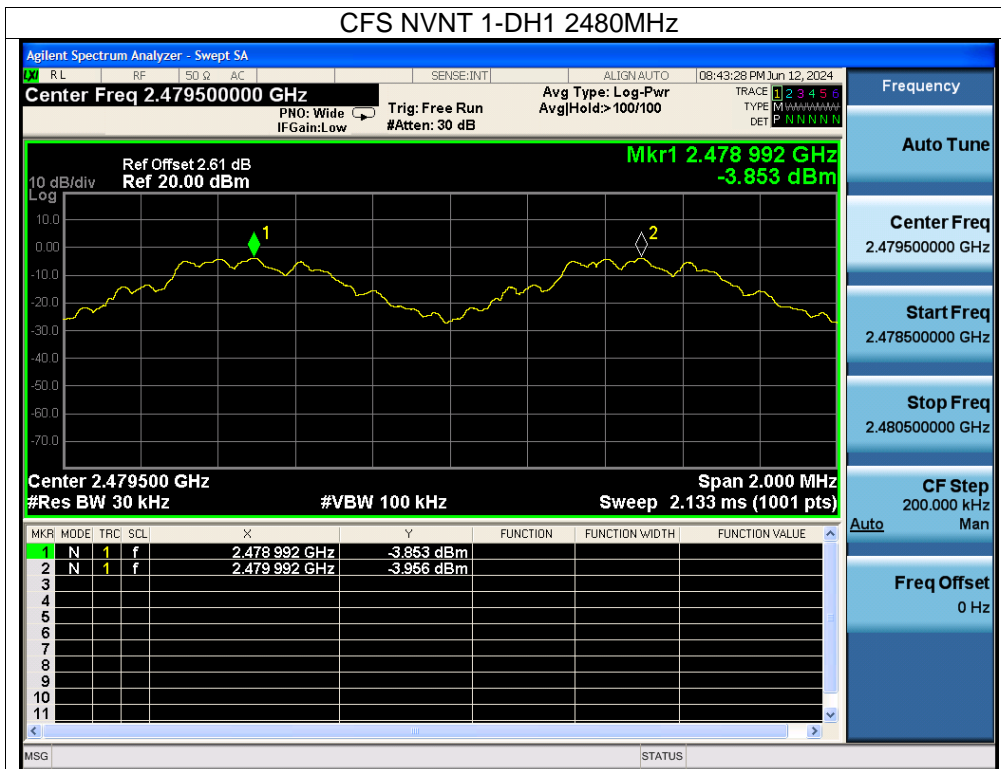 CFS NVNT 1-DH1 2480MHz
Agilent Spectrum Analyzer - Swept SA
LXI RL RF 50 Ω AC SENSE:INT ALIGN AUTO 08:43:28 PM Jun 12, 2024
Center Freq 2.479500000 GHz
PNO: Wide
IFGain:Low
Trig: Free Run
#Atten: 30 dB
Avg Type: Log-Pwr
Avg|Hold:>100/100
TRACE 1 2 3 4 5 6
TYPE M WWWWW
DET P N N N N N
Frequency
Auto Tune
Center Freq
2.479500000 GHz
Start Freq
2.478500000 GHz
Stop Freq
2.480500000 GHz
CF Step
200.000 kHz
Auto Man
Freq Offset
0 Hz
Mkr1 2.478 992 GHz
-3.853 dBm
Ref Offset 2.61 dB
10 dB/div Ref 20.00 dBm
Log
10.0
0.00
-10.0
-20.0
-30.0
-40.0
-50.0
-60.0
-70.0
1
2
Center 2.479500 GHz Span 2.000 MHz
#Res BW 30 kHz #VBW 100 kHz Sweep 2.133 ms (1001 pts)
MKR MODE TRC SCL X Y FUNCTION FUNCTION WIDTH FUNCTION VALUE
1 N 1 f 2.478 992 GHz -3.853 dBm
2 N 1 f 2.479 992 GHz -3.956 dBm
3
4
5
6
7
8
9
10
11
MSG STATUS